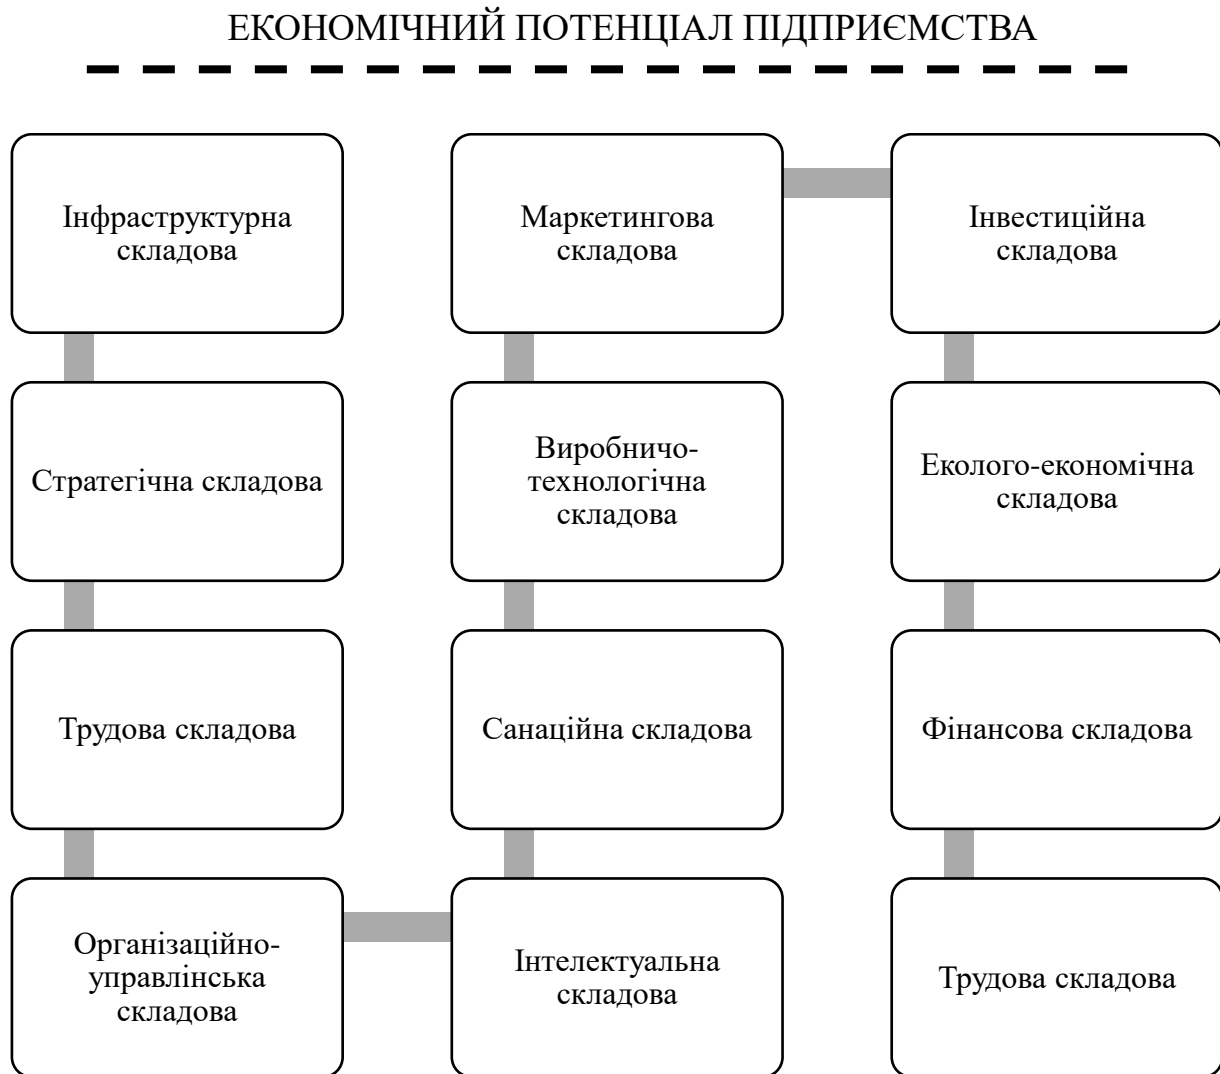 ЕКОНОМІЧНИЙ ПОТЕНЦІАЛ ПІДПРИЄМСТВА
Інфраструктурна
складова
Стратегічна складова
Трудова складова
Організаційно-
управлінська
складова
Інтелектуальна
складова
Санаційна складова
Виробничо-
технологічна
складова
Маркетингова
складова
Інвестиційна
складова
Еколого-економічна
складова
Фінансова складова
Трудова складова